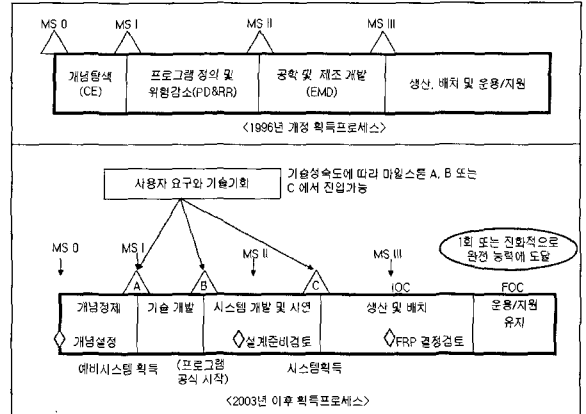 MS 0
MS I
MS II
MS III
개념탐색
(CE)
프로그램 정의 및
위험감소(PD&RR)
공학 및 제조 개발
(EMD)
생산, 배치 및 운용/지원
<1996년 개정 획득프로세스>
사용자 요구와 기술기회
기술성숙도에 따라 마일스톤 A, B 또는
C 에서 진입가능
1회 또는 진화적으로
완전 능력에 도달
MS 0
MS I
MS II
MS III
A
B
C
IOC
FOC
개념정제
기술 개발
시스템 개발 및 시연
생산 및 배치
운용/지원
유지
개념설정
설계준비검토
FRP 결정검토
예비시스템 획득
(프로그램
공식 시작)
시스템획득
<2003년 이후 획득프로세스>